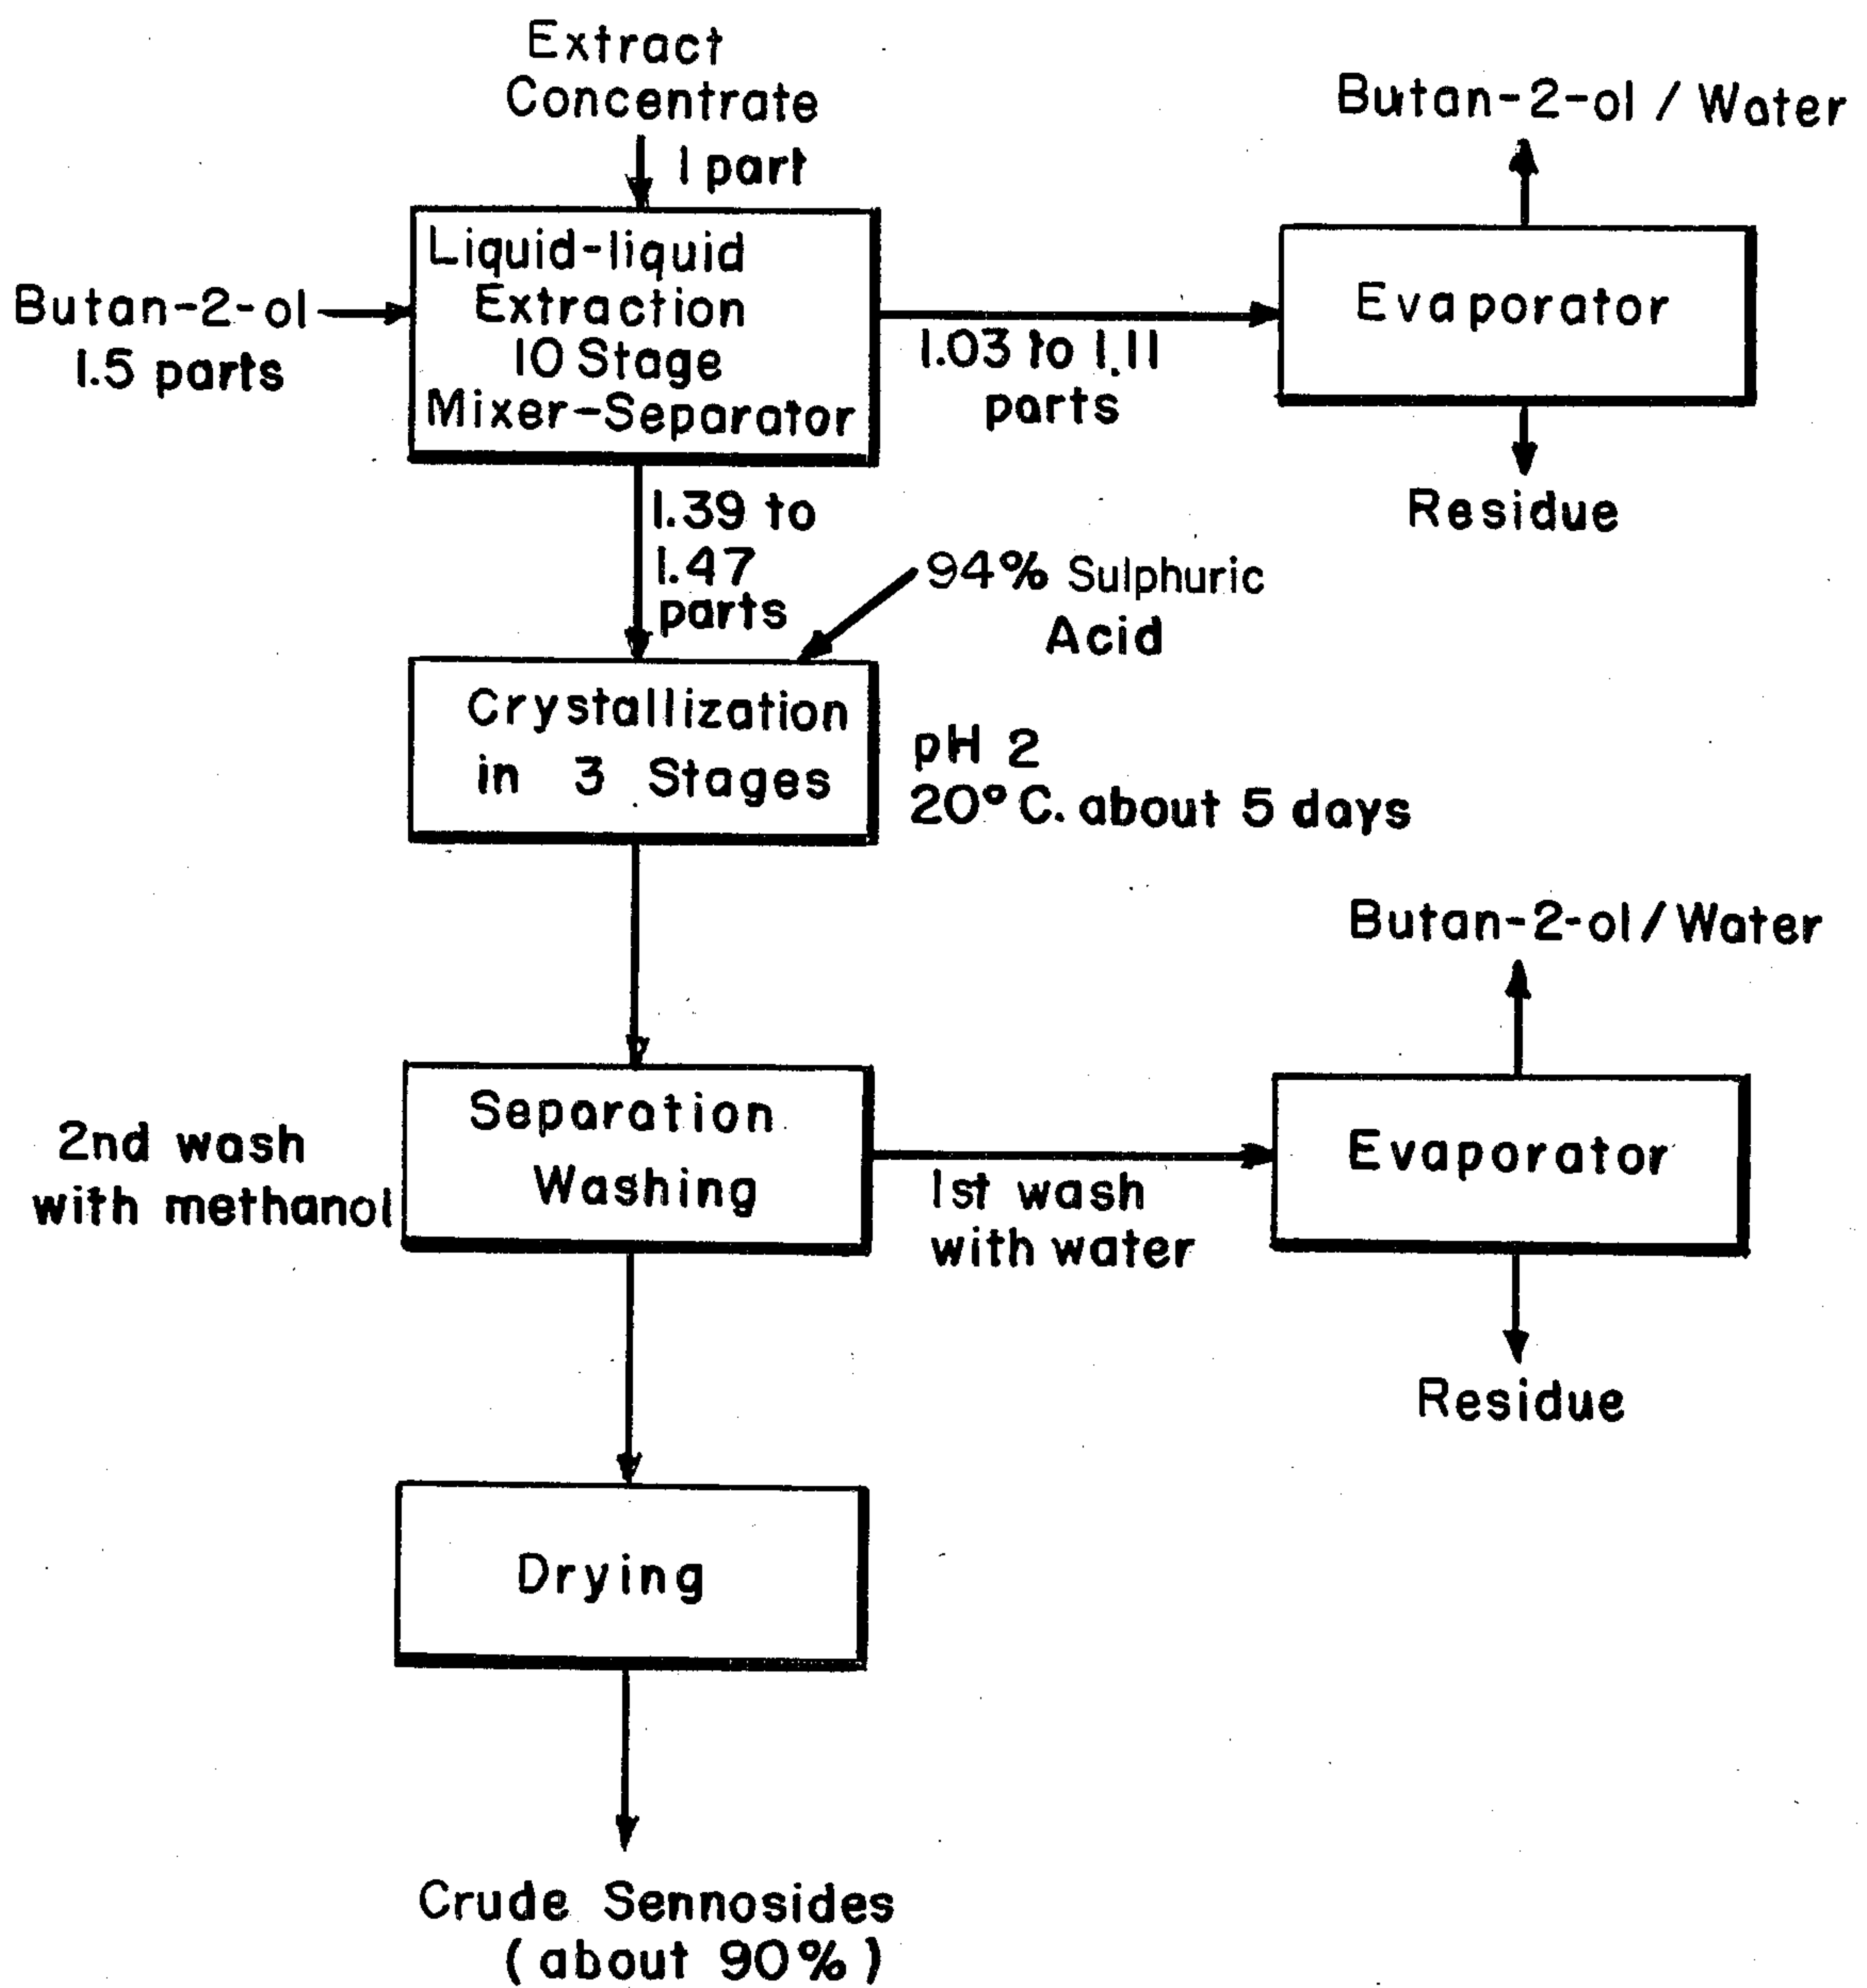 Extract
Concentrate
1 part
Butan-2-ol / Water
Liquid-liquid
Extraction
10 Stage
Mixer-Separator
Butan-2-ol
1.5 parts
1.03 to 1.11
parts
Evaporator
Residue
1.39 to
1.47
parts
94% Sulphuric
Acid
Crystallization
in 3 Stages
pH 2
20°C. about 5 days
Butan-2-ol/Water
2nd wash
with methanol
Separation
Washing
1st wash
with water
Evaporator
Residue
Drying
Crude Sennosides
(about 90%)